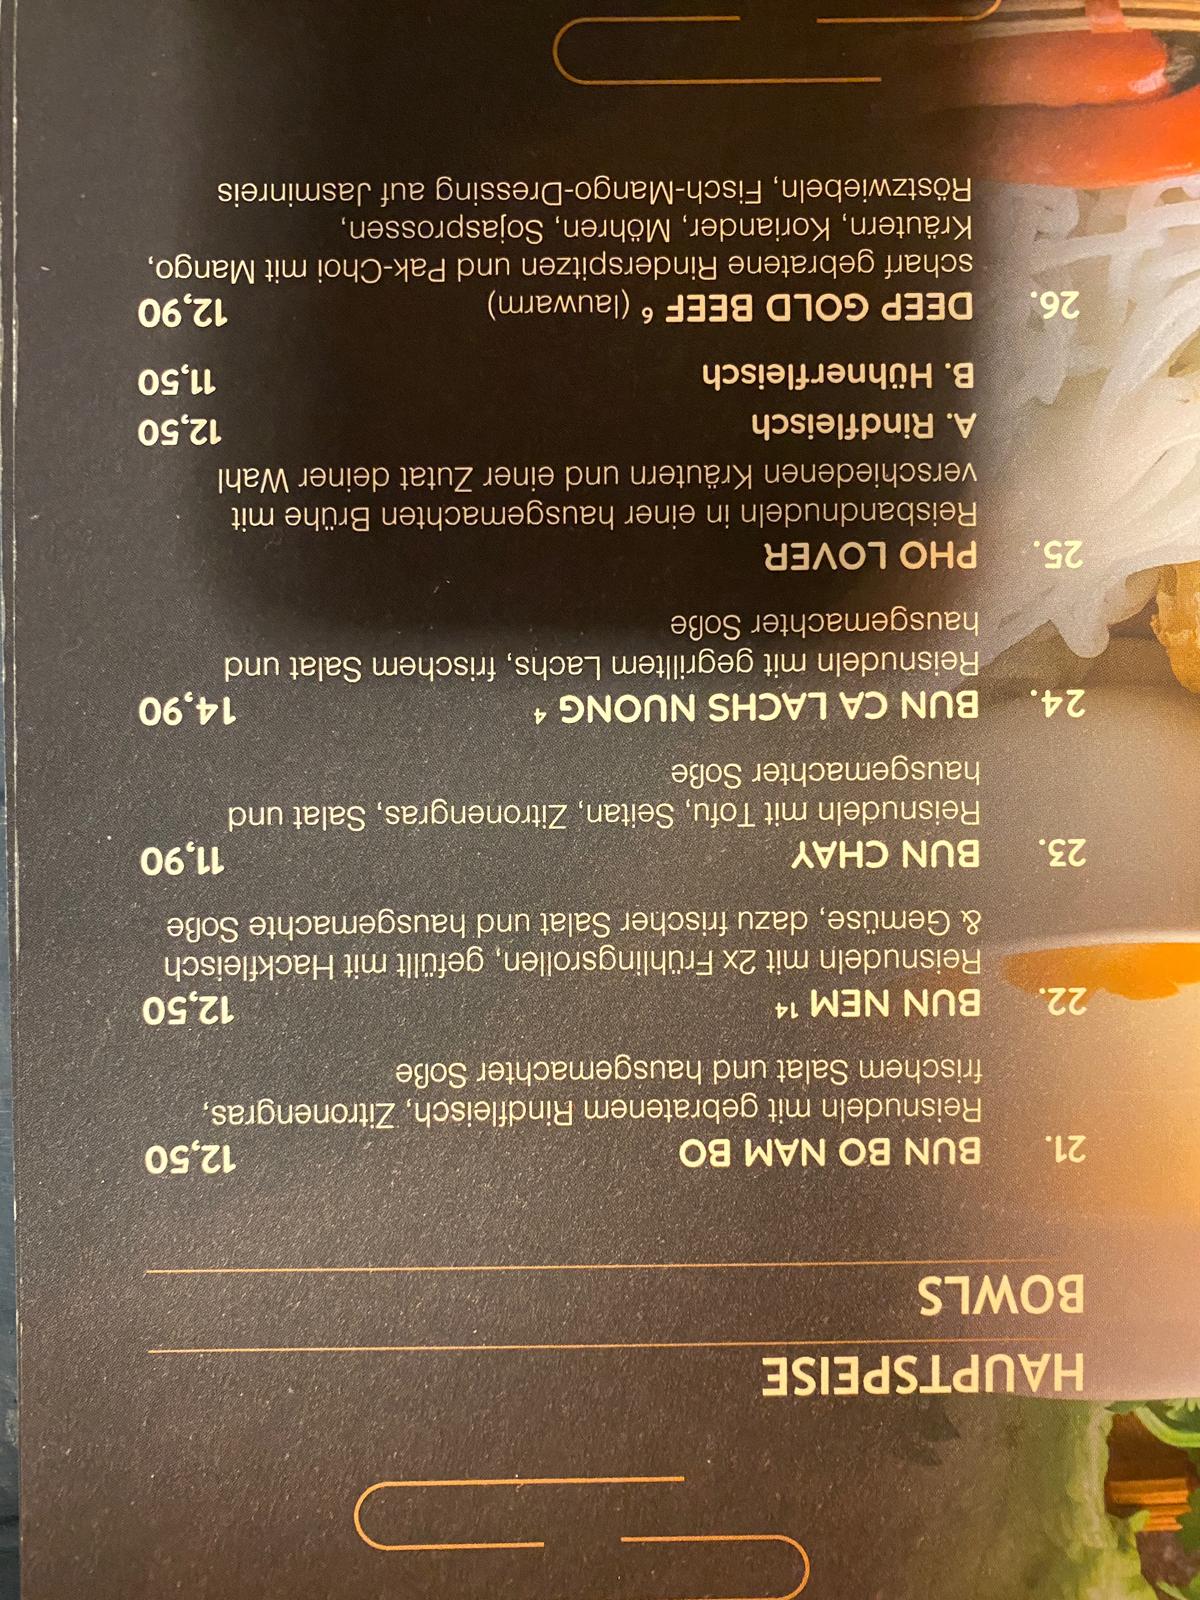 HAUPTSPEISE
BOWLS
21. BUN BO NAM BO 12,50
Reisnudeln mit gebratenem Rindfleisch, Zitronengras,
frischem Salat und hausgemachter Soße
22. BUN NEM 14 12,50
Reisnudeln mit 2x Frühlingsrollen, gefüllt mit Hackfleisch
& Gemüse, dazu frischer Salat und hausgemachte Soße
23. BUN CHAY 11,90
Reisnudeln mit Tofu, Seitan, Zitronengras, Salat und
hausgemachter Soße
24. BUN CA LACHS NUONG 4 14,90
Reisnudeln mit gegrilltem Lachs, frischem Salat und
hausgemachter Soße
25. PHO LOVER
Reisbandnudeln in einer hausgemachten Brühe mit
verschiedenen Kräutern und einer Zutat deiner Wahl
A. Rindfleisch 12,50
B. Hühnerfleisch 11,50
26. DEEP GOLD BEEF 6 (lauwarm) 12,90
scharf gebratene Rinderspitzen und Pak-Choi mit Mango,
Kräutern, Koriander, Möhren, Sojasprossen,
Röstzwiebeln, Fisch-Mango-Dressing auf Jasminreis